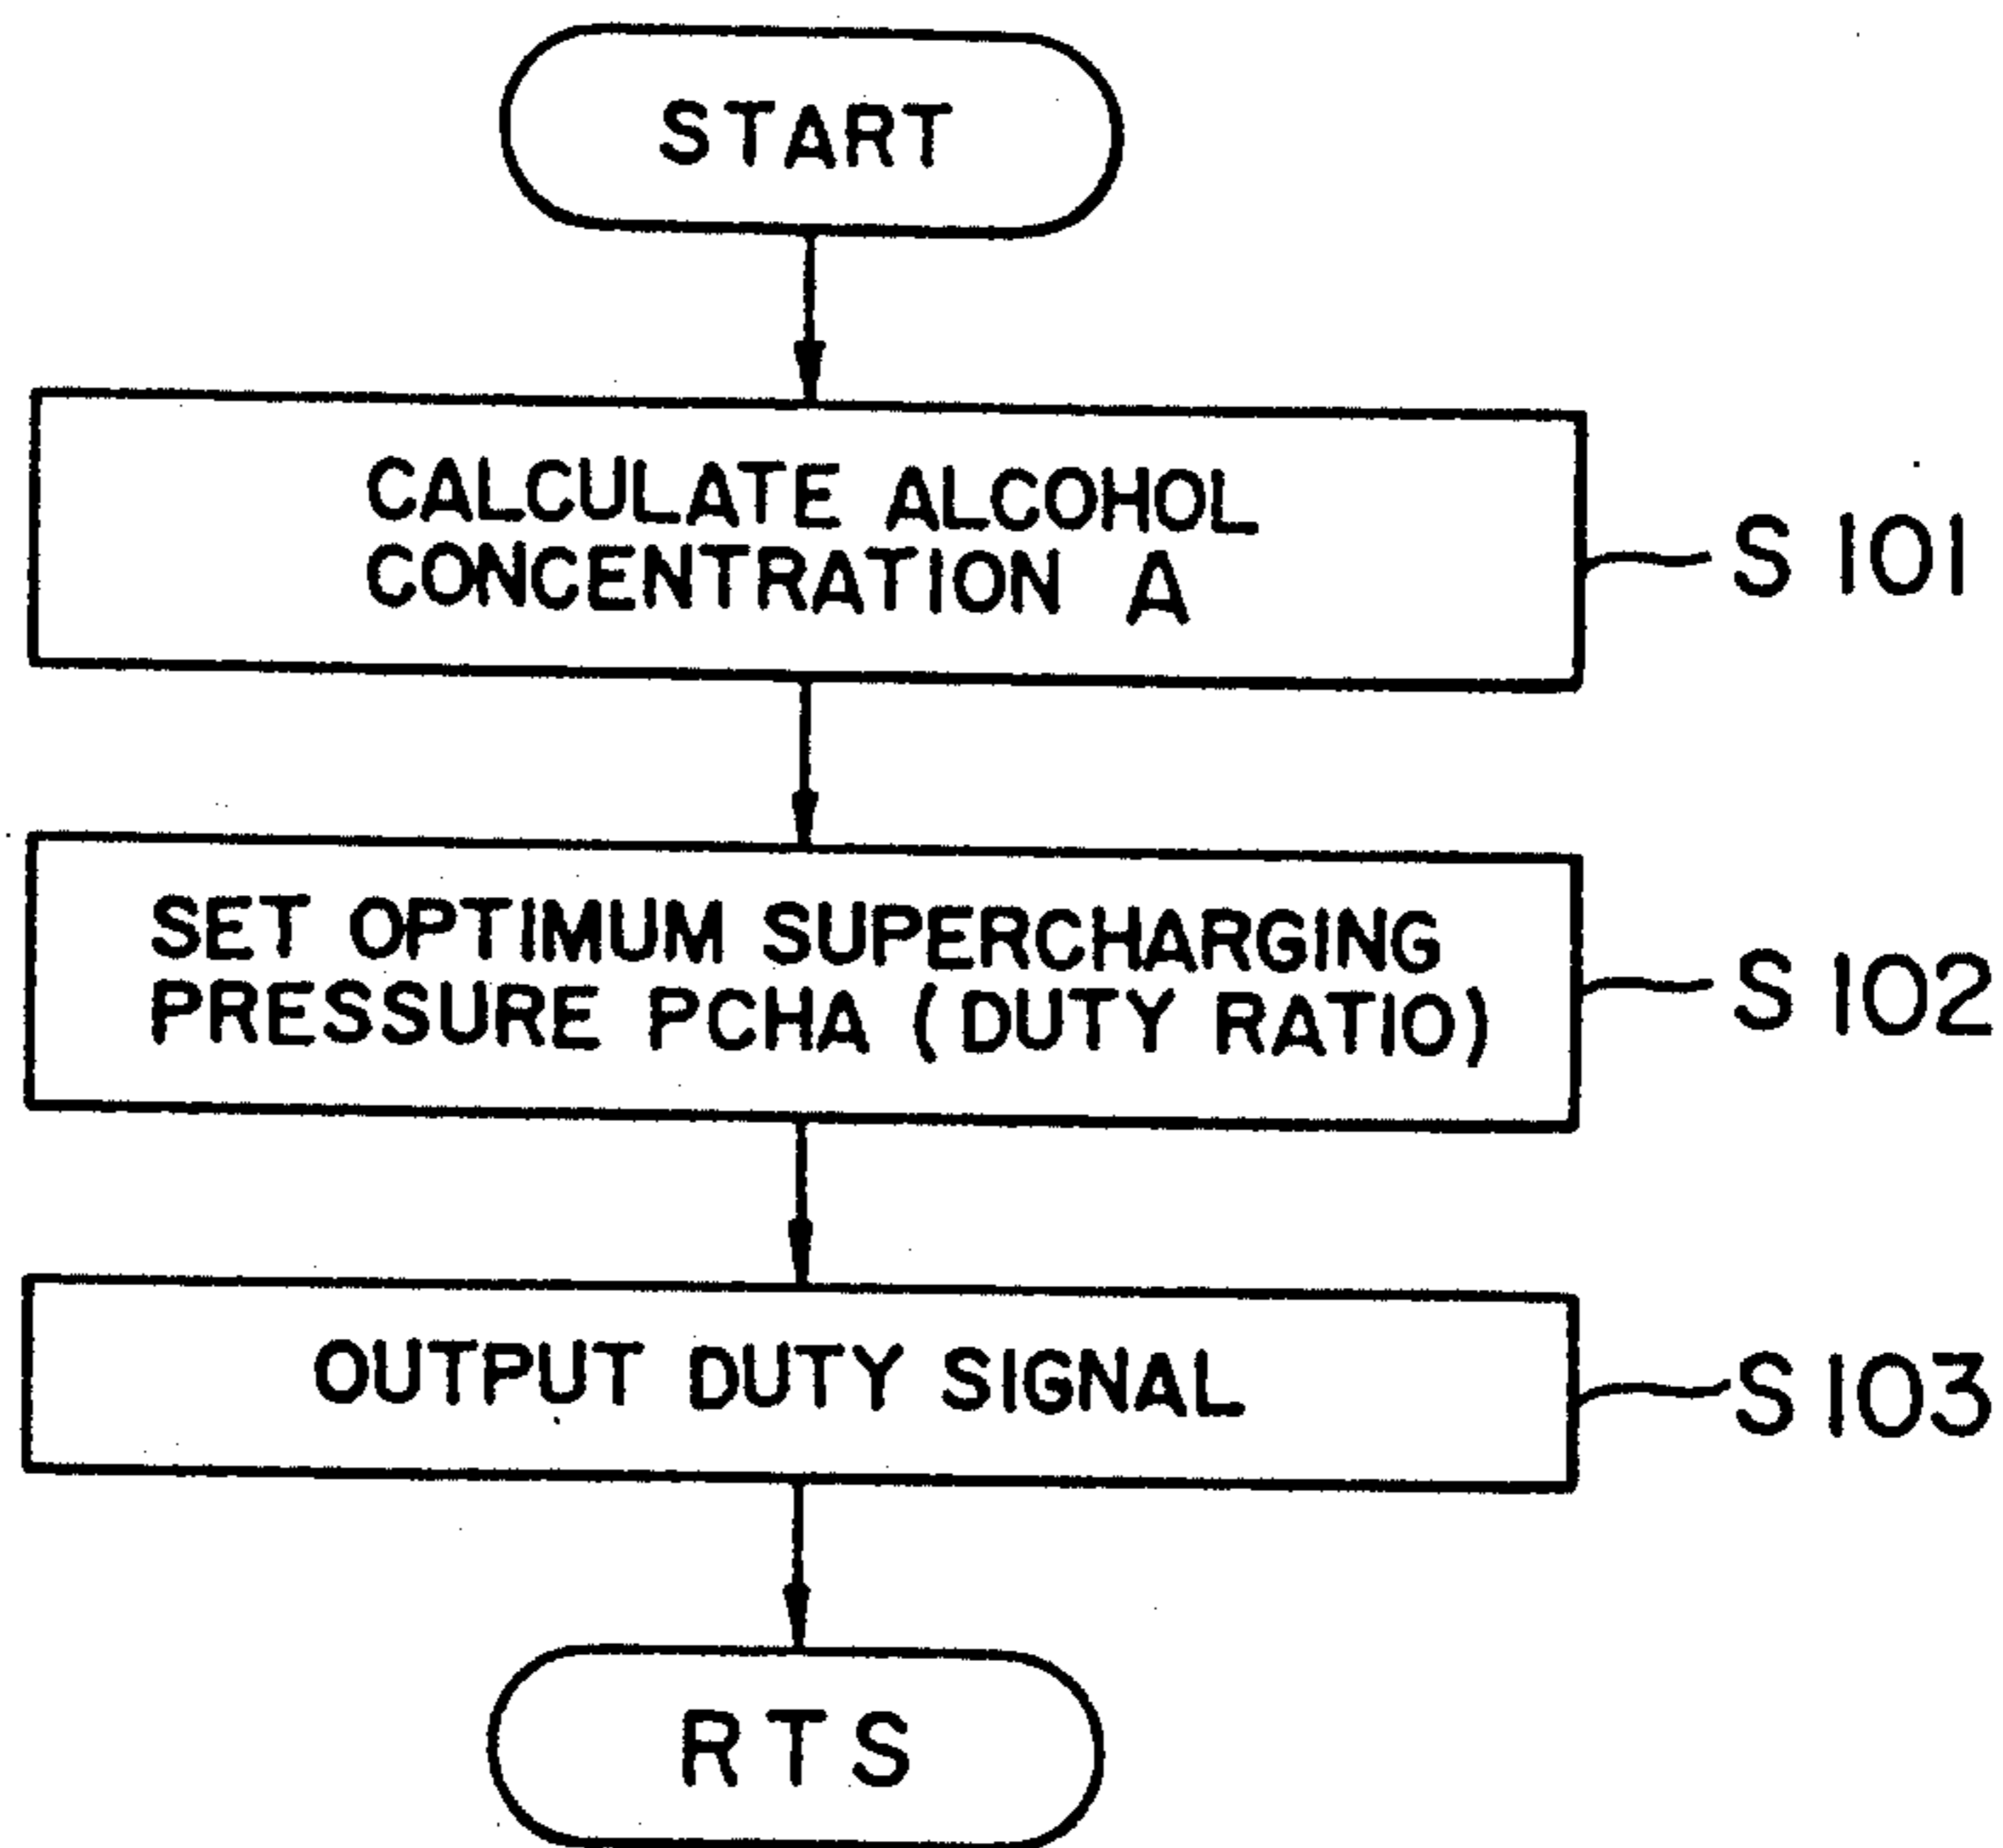 START
CALCULATE ALCOHOL
CONCENTRATION A
S 101
SET OPTIMUM SUPERCHARGING
PRESSURE PCHA (DUTY RATIO)
S 102
OUTPUT DUTY SIGNAL
S 103
RTS